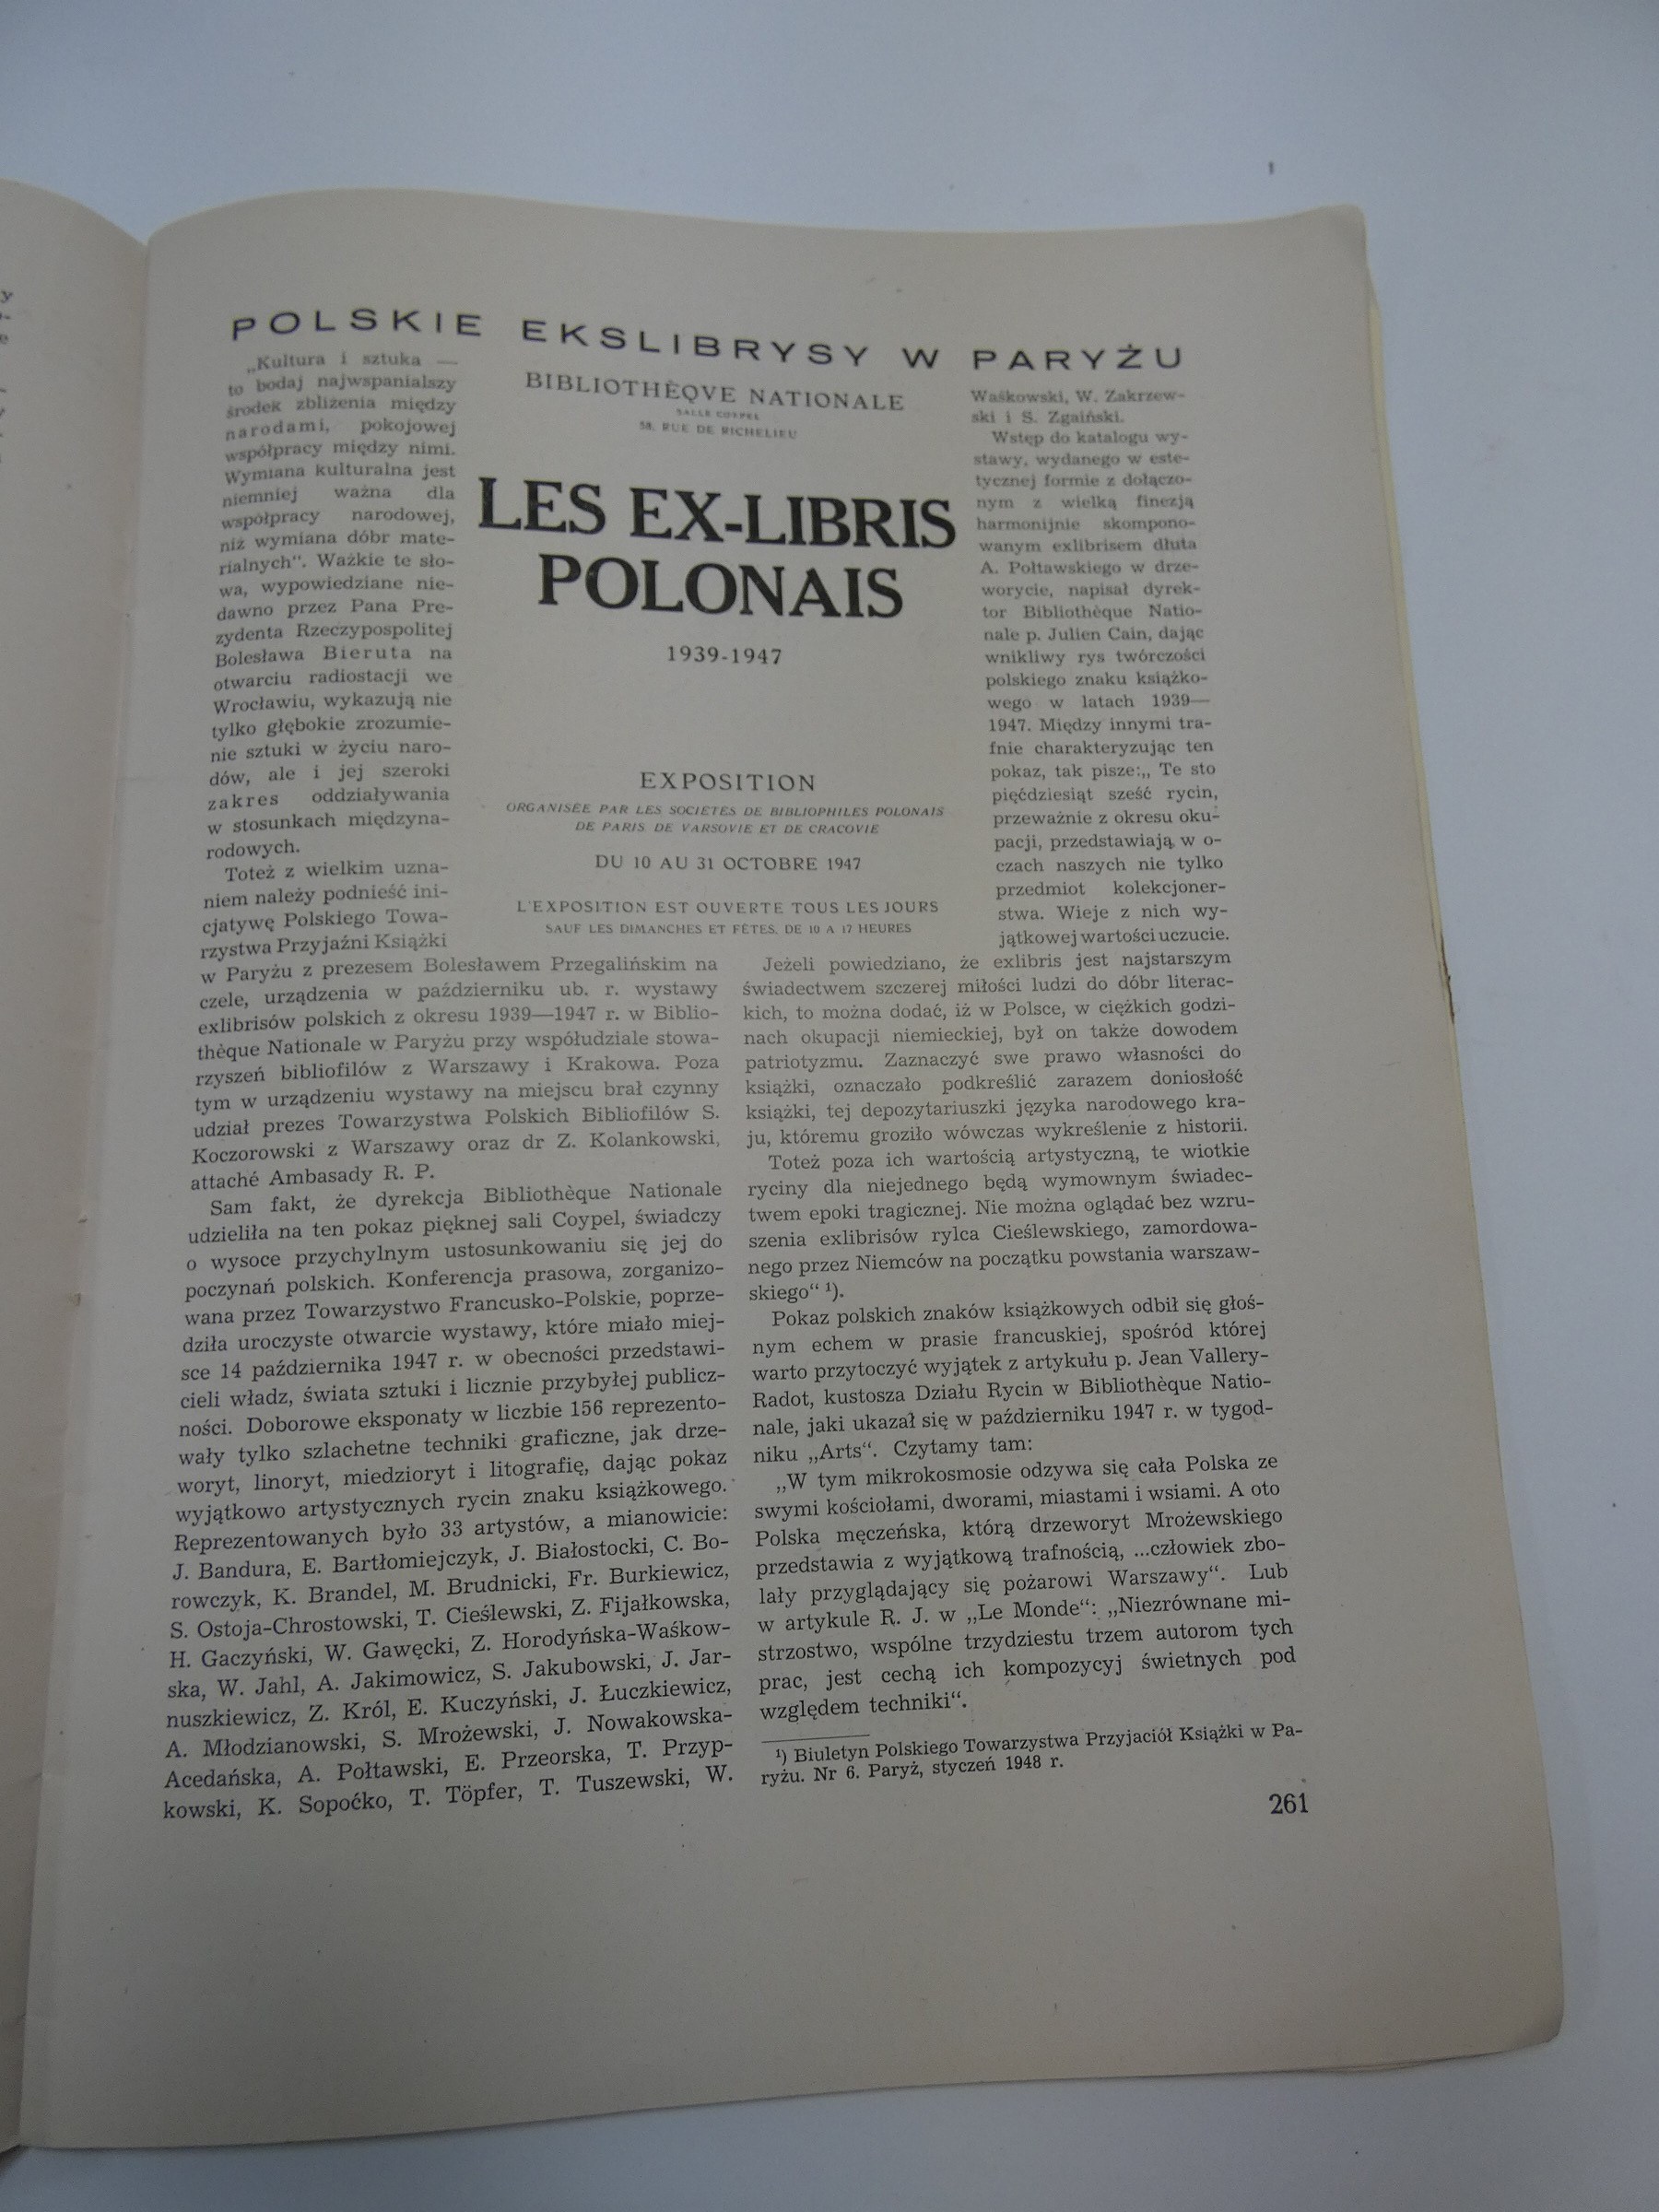 POLSKIE EKSLIBRYSY W PARYŻU
„Kultura i sztuka —
to bodaj najwspanialszy
środek zbliżenia między
narodami, pokojowej
współpracy między nimi.
Wymiana kulturalna jest
niemniej ważna dla
współpracy narodowej,
niż wymiana dóbr mate-
rialnych“. Ważkie te sło-
wa, wypowiedziane nie-
dawno przez Pana Pre-
zydenta Rzeczypospolitej
Bolesława Bieruta na
otwarciu radiostacji we
Wrocławiu, wykazują nie
tylko głębokie zrozumie-
nie sztuki w życiu naro-
dów, ale i jej szeroki
zakres oddziaływania
w stosunkach międzyna-
rodowych.
Toteż z wielkim uzna-
niem należy podnieść ini-
cjatywę Polskiego Towa-
rzystwa Przyjaźni Książki
w Paryżu z prezesem Bolesławem Przegalińskim na
czele, urządzenia w październiku ub. r. wystawy
exlibrisów polskich z okresu 1939—1947 r. w Biblio-
thèque Nationale w Paryżu przy współudziale stowa-
rzyszeń bibliofilów z Warszawy i Krakowa. Poza
tym w urządzeniu wystawy na miejscu brał czynny
udział prezes Towarzystwa Polskich Bibliofilów S.
Koczorowski z Warszawy oraz dr Z. Kolankowski,
attaché Ambasady R. P.
Sam fakt, że dyrekcja Bibliothèque Nationale
udzieliła na ten pokaz pięknej sali Coypel, świadczy
o wysoce przychylnym ustosunkowaniu się jej do
poczynań polskich. Konferencja prasowa, zorganizo-
wana przez Towarzystwo Francusko-Polskie, poprze-
dziła uroczyste otwarcie wystawy, które miało miej-
sce 14 października 1947 r. w obecności przedstawi-
cieli władz, świata sztuki i licznie przybyłej publicz-
ności. Doborowe eksponaty w liczbie 156 reprezento-
wały tylko szlachetne techniki graficzne, jak drze-
woryt, linoryt, miedzioryt i litografię, dając pokaz
wyjątkowo artystycznych rycin znaku książkowego.
Reprezentowanych było 33 artystów, a mianowicie:
J. Bandura, E. Bartłomiejczyk, J. Białostocki, C. Bo-
rowczyk, K. Brandel, M. Brudnicki, Fr. Burkiewicz,
S. Ostoja-Chrostowski, T. Cieślewski, Z. Fijałkowska,
H. Gaczyński, W. Gawęcki, Z. Horodyńska-Waśkow-
ska, W. Jahl, A. Jakimowicz, S. Jakubowski, J. Jar-
nuszkiewicz, Z. Król, E. Kuczyński, J. Łuczkiewicz,
A. Młodzianowski, S. Mrożewski, J. Nowakowska-
Acedańska, A. Połtawski, E. Przeorska, T. Przyp-
kowski, K. Sopoćko, T. Töpfer, T. Tuszewski, W.
BIBLIOTHÈQVE NATIONALE
SALLE COYPEL
58, RUE DE RICHELIEU
LES EX-LIBRIS
POLONAIS
1939-1947
EXPOSITION
ORGANISÉE PAR LES SOCIÉTÉS DE BIBLIOPHILES POLONAIS
DE PARIS DE VARSOVIE ET DE CRACOVIE
DU 10 AU 31 OCTOBRE 1947
L'EXPOSITION EST OUVERTE TOUS LES JOURS
SAUF LES DIMANCHES ET FÊTES, DE 10 A 17 HEURES
Waśkowski, W. Zakrzew-
ski i S. Zgaiński.
Wstęp do katalogu wy-
stawy, wydanego w este-
tycznej formie z dołączo-
nym z wielką finezją
harmonijnie skompono-
wanym exlibrisem dłuta
A. Połtawskiego w drze-
worycie, napisał dyrek-
tor Bibliothèque Natio-
nale p. Julien Cain, dając
wnikliwy rys twórczości
polskiego znaku książko-
wego w latach 1939—
1947. Między innymi tra-
fnie charakteryzując ten
pokaz, tak pisze:„ Te sto
pięćdziesiąt sześć rycin,
przeważnie z okresu oku-
pacji, przedstawiają w o-
czach naszych nie tylko
przedmiot kolekcjoner-
stwa. Wieje z nich wy-
jątkowej wartości uczucie.
Jeżeli powiedziano, że exlibris jest najstarszym
świadectwem szczerej miłości ludzi do dóbr literac-
kich, to można dodać, iż w Polsce, w ciężkich godzi-
nach okupacji niemieckiej, był on także dowodem
patriotyzmu. Zaznaczyć swe prawo własności do
książki, oznaczało podkreślić zarazem doniosłość
książki, tej depozytariuszki języka narodowego kra-
ju, któremu groziło wówczas wykreślenie z historii.
Toteż poza ich wartością artystyczną, te wiotkie
ryciny dla niejednego będą wymownym świadec-
twem epoki tragicznej. Nie można oglądać bez wzru-
szenia exlibrisów rylca Cieślewskiego, zamordowa-
nego przez Niemców na początku powstania warszaw-
skiego“ ¹).
Pokaz polskich znaków książkowych odbił się głoś-
nym echem w prasie francuskiej, spośród której
warto przytoczyć wyjątek z artykułu p. Jean Vallery-
Radot, kustosza Działu Rycin w Bibliothèque Natio-
nale, jaki ukazał się w październiku 1947 r. w tygod-
niku „Arts“. Czytamy tam:
„W tym mikrokosmosie odzywa się cała Polska ze
swymi kościołami, dworami, miastami i wsiami. A oto
Polska męczeńska, którą drzeworyt Mrożewskiego
przedstawia z wyjątkową trafnością, ...człowiek zbo-
lały przyglądający się pożarowi Warszawy“. Lub
w artykule R. J. w „Le Monde“: „Niezrównane mi-
strzostwo, wspólne trzydziestu trzem autorom tych
prac, jest cechą ich kompozycyj świetnych pod
względem techniki“.
¹) Biuletyn Polskiego Towarzystwa Przyjaciół Książki w Pa-
ryżu. Nr 6. Paryż, styczeń 1948 r.
261